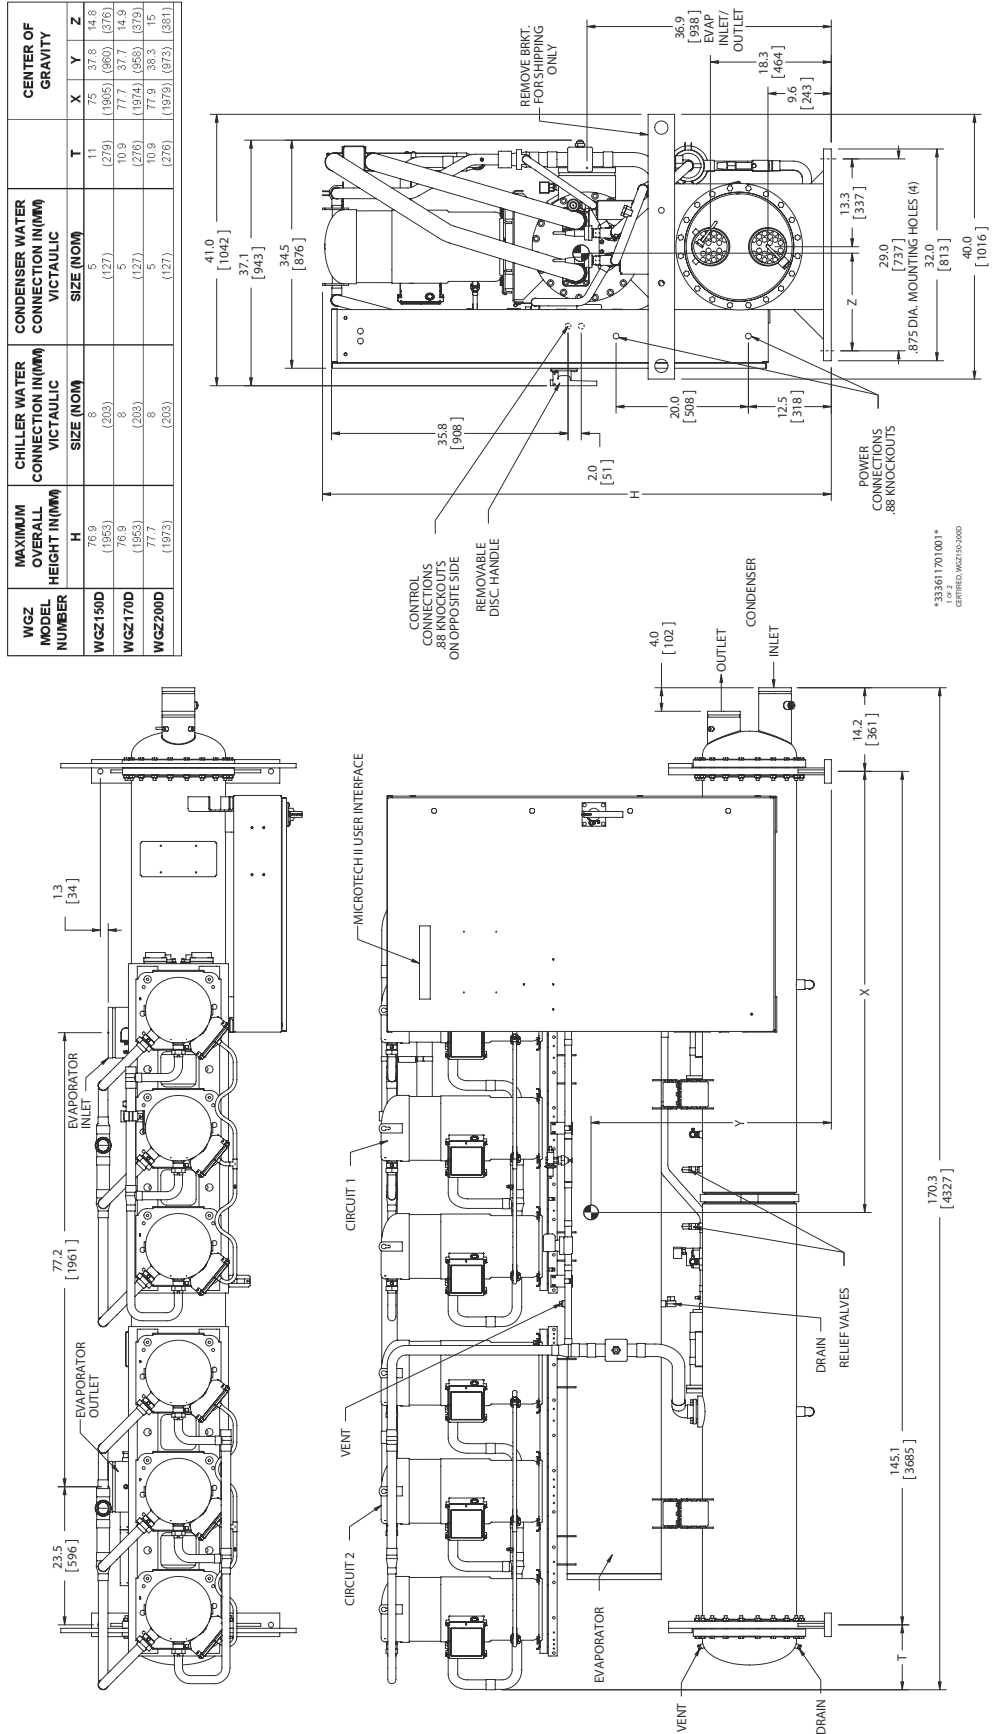 WGZ
MODEL
NUMBER
MAXIMUM
OVERALL
HEIGHT IN(MM)
CHILLER WATER
CONNECTION IN(MM)
VICTAULIC
CONDENSER WATER
CONNECTION IN(MM)
VICTAULIC
CENTER OF
GRAVITY
H
SIZE (NOM)
SIZE (NOM)
T
X
Y
Z
WGZ150D
76.9 8 5 11 75 37.8 14.8
(1953) (203) (127) (279) (1905) (960) (376)
WGZ170D
76.9 8 5 10.9 77.7 37.7 14.9
(1953) (203) (127) (276) (1974) (958) (379)
WGZ200D
77.7 8 5 10.9 77.9 38.3 15
(1973) (203) (127) (276) (1979) (973) (381)
23.5
[596]
EVAPORATOR
OUTLET
77.2
[1961]
EVAPORATOR
INLET
1.3
[34]
CIRCUIT 2
VENT
CIRCUIT 1
MICROTECH II USER INTERFACE
EVAPORATOR
VENT
DRAIN
DRAIN
RELIEF VALVES
T
145.1
[3685]
170.3
[4327]
X
Y
14.2
[361]
4.0
[102]
OUTLET
CONDENSER
INLET
41.0
[1042]
37.1
[943]
34.5
[876]
REMOVE BRKT.
FOR SHIPPING
ONLY
36.9
[938]
EVAP
INLET/
OUTLET
18.3
[464]
9.6
[243]
CONTROL
CONNECTIONS
.88 KNOCKOUTS
ON OPPOSITE SIDE
REMOVABLE
DISC. HANDLE
35.8
[908]
2.0
[51]
H
20.0
[508]
12.5
[318]
POWER
CONNECTIONS
.88 KNOCKOUTS
Z
13.3
[337]
29.0
[737]
32.0
[813]
.875 DIA. MOUNTING HOLES (4)
40.0
[1016]
*333611701001*
1 OF 2
CERTIFIED, WGZ150-200D